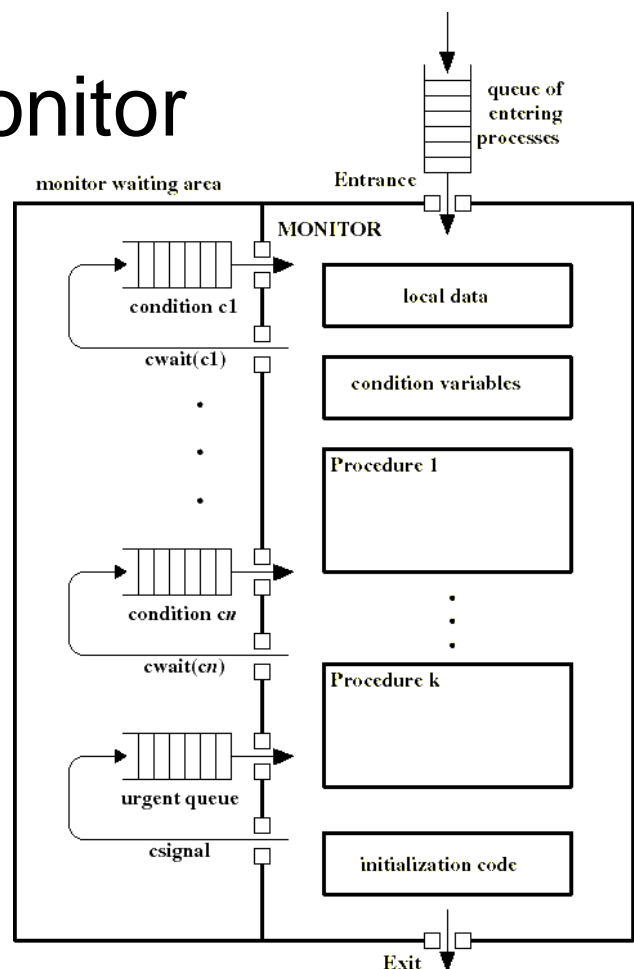 onitor
queue of
entering
processes
monitor waiting area
Entrance
MONITOR
condition c1
cwait(c1)
local data
condition variables
Procedure 1
condition cn
cwait(cn)
Procedure k
urgent queue
csignal
initialization code
Exit